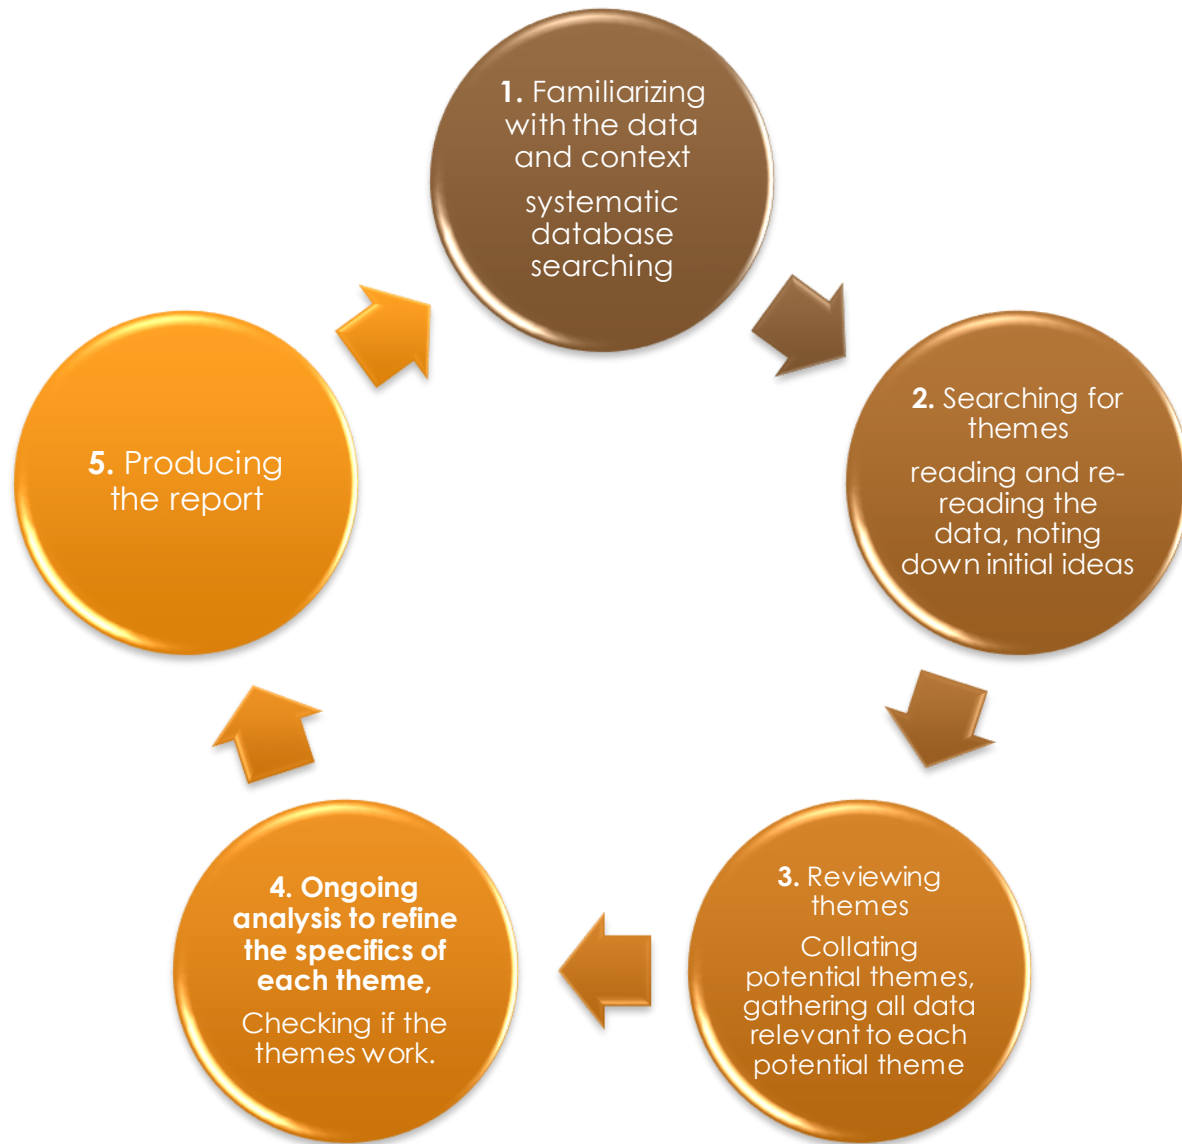 1. Familiarizing
with the data
and context
systematic
database
searching
2. Searching for
themes
reading and re-
reading the
data, noting
down initial ideas
3. Reviewing
themes
Collating
potential themes,
gathering all data
relevant to each
potential theme
4. Ongoing
analysis to refine
the specifics of
each theme,
Checking if the
themes work.
5. Producing
the report